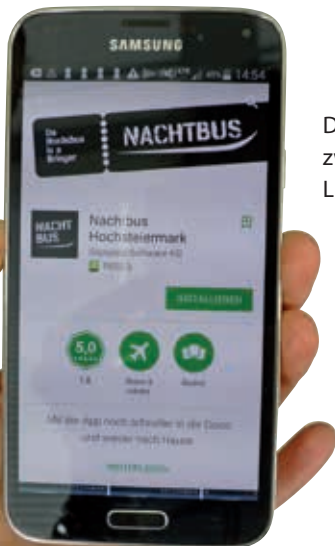 SAMSUNG
14:54
NACHTBUS
NACHT
BUS
Nachtbus
Hochsteiermark
INSTALLIEREN
5,0
Mit der App noch schneller in die Disco
und wieder nach Hause
WEITERLESEN
D
zv
L